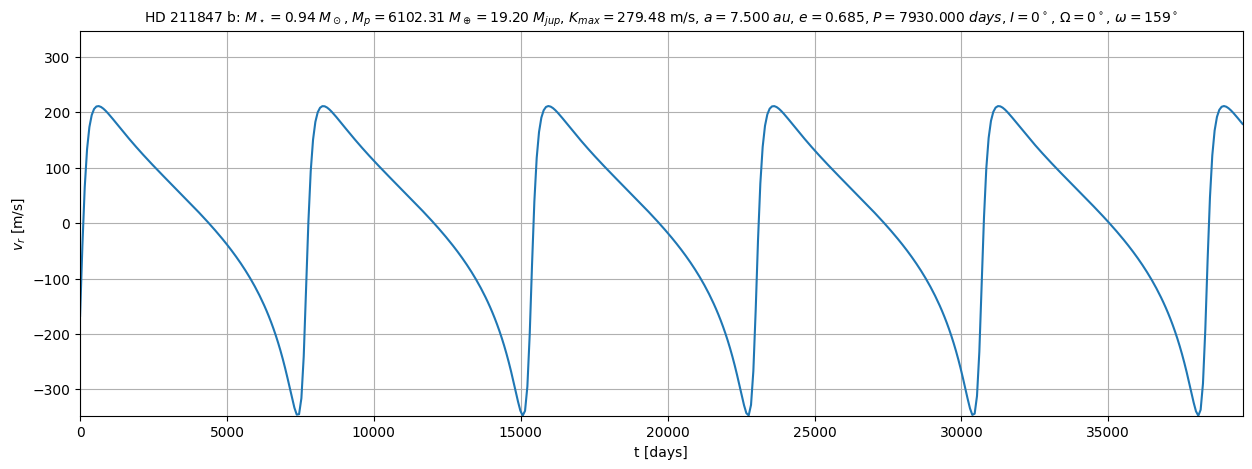 HD 211847 b: M⋆ = 0.94 M⊙, Mp = 6102.31 M⊕ = 19.20 Mjup, Kmax = 279.48 m/s, a = 7.500 au, e = 0.685, P = 7930.000 days, I = 0°, Ω = 0°, ω = 159°
300
200
100
0
−100
−200
−300
vr [m/s]
0 5000 10000 15000 20000 25000 30000 35000
t [days]